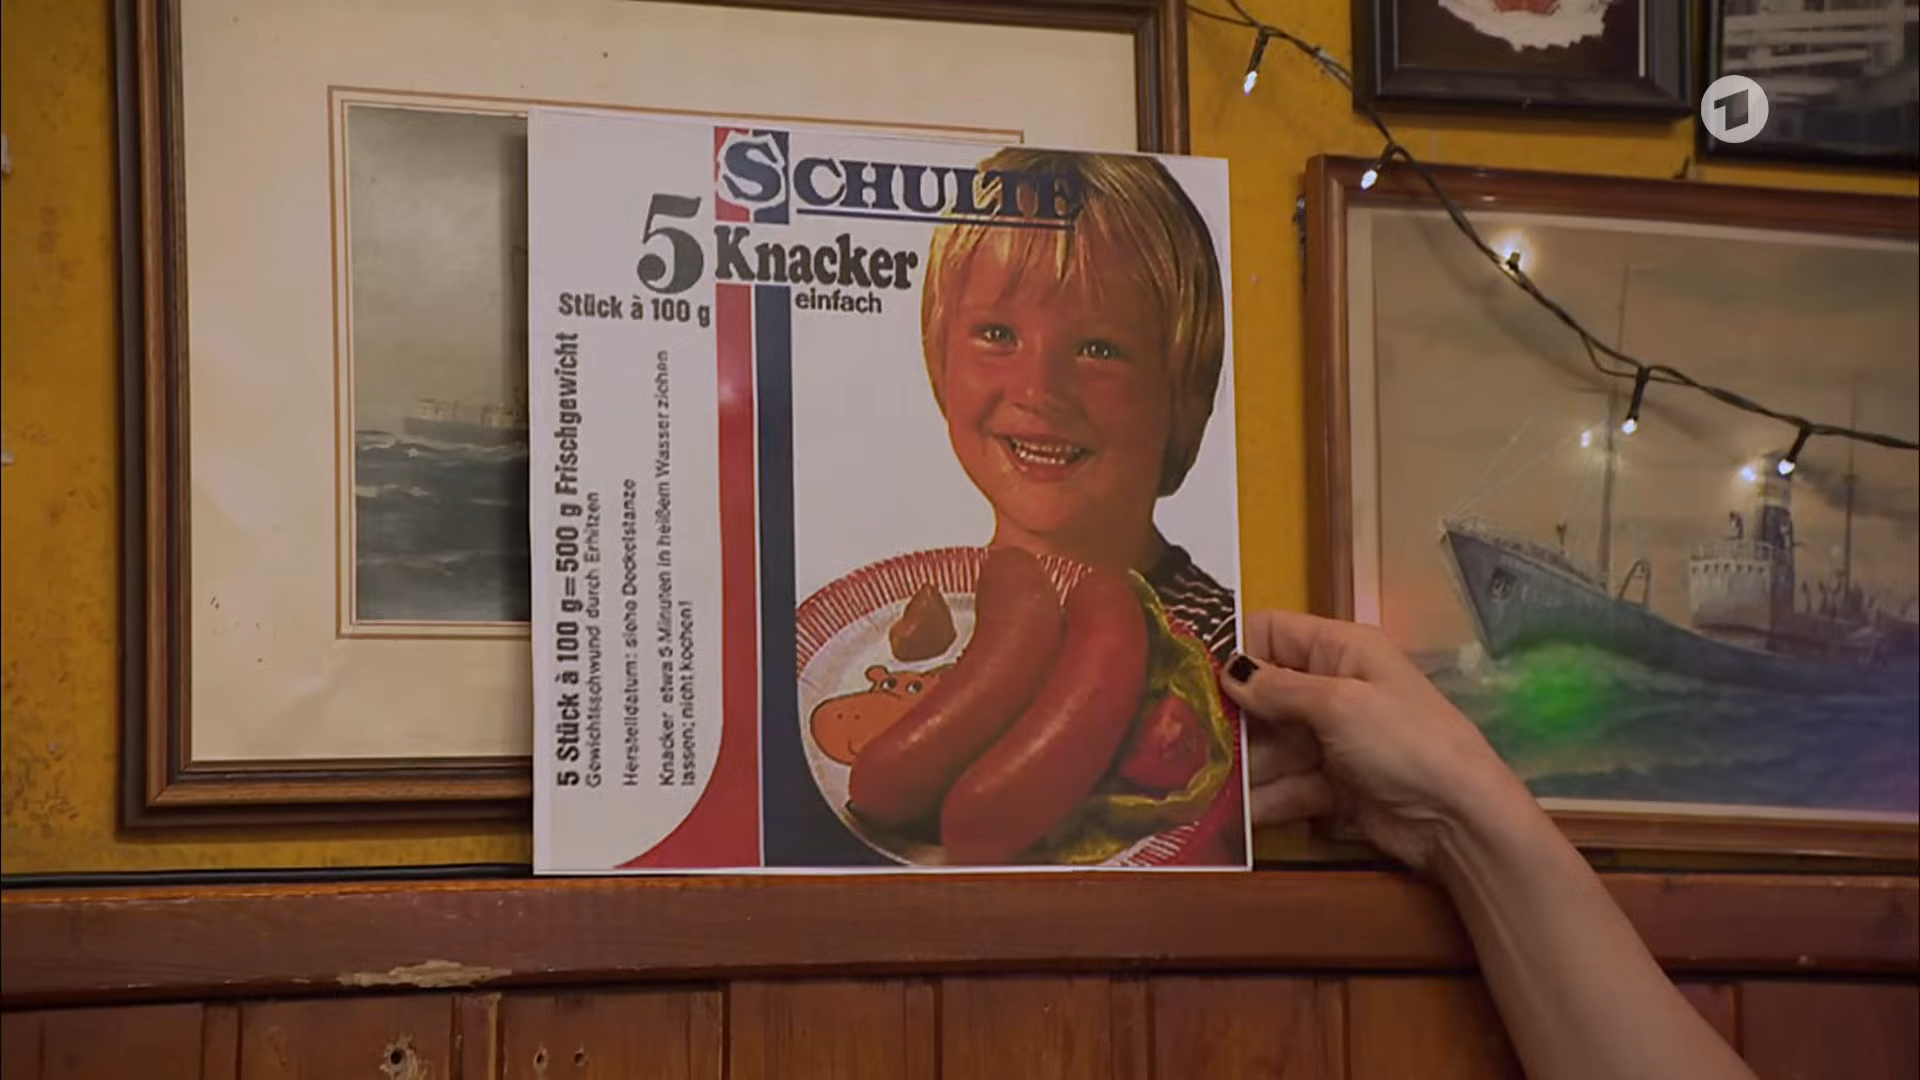 SCHULTE
5 Knacker
einfach
Stück à 100 g
5 Stück à 100 g=500 g Frischgewicht
Gewichtsschwund durch Erhitzen
Herstelldatum: siehe Deckelstanze
Knacker etwa 5 Minuten in heißem Wasser ziehen
lassen; nicht kochen!
1